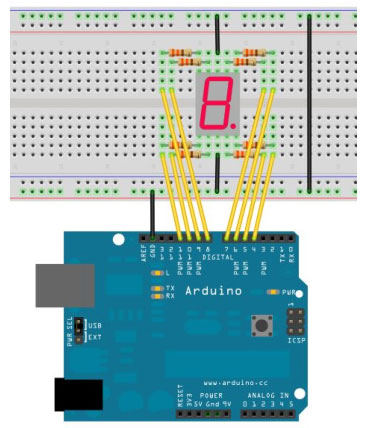 8.
AREF
GND
13
12
11
10
9
8
7
6
5
4
3
2
1
0
PWM
PWM
PWM
PWM
PWM
PWM
TX
RX
DIGITAL
L
TX
RX
Arduino
PWR
PWR SEL
USB
EXT
1
ICSP
www.arduino.cc
POWER
ANALOG IN
RESET
3V3
5V Gnd 9V
0 1 2 3 4 5